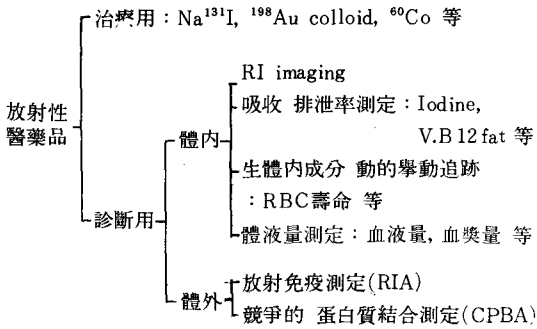 治療用 : Na¹³¹I, ¹⁹⁸Au colloid, ⁶⁰Co 等
放射性
醫藥品
診斷用
體內
RI imaging
吸收 排泄率測定 : Iodine,
V.B 12 fat 等
生體內成分 動的擧動追跡
: RBC壽命 等
體液量測定 : 血液量, 血奬量 等
體外
放射免疫測定(RIA)
競爭的 蛋白質結合測定(CPBA)